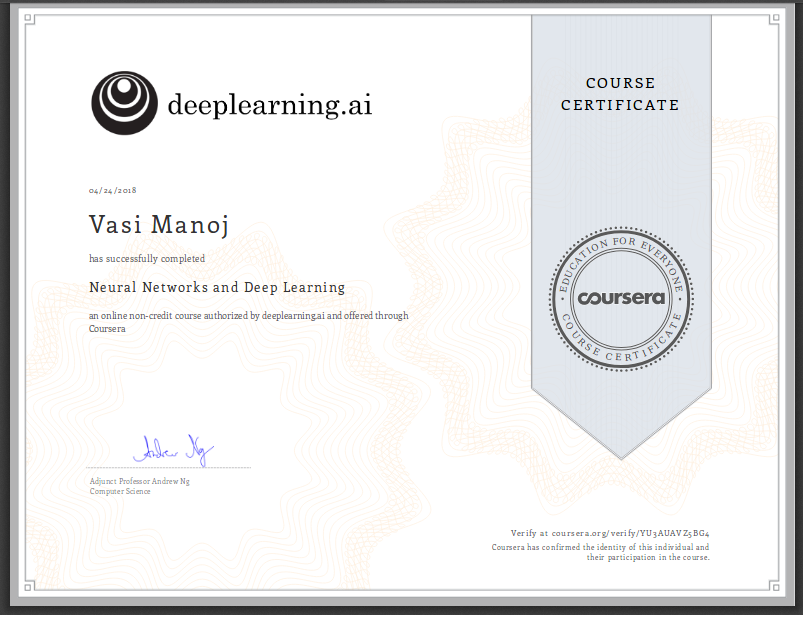 deeplearning.ai
COURSE
CERTIFICATE
04/24/2018
Vasi Manoj
has successfully completed
Neural Networks and Deep Learning
an online non-credit course authorized by deeplearning.ai and offered through
Coursera
EDUCATION FOR EVERYONE
coursera
COURSE CERTIFICATE
Andrew Ng
Adjunct Professor Andrew Ng
Computer Science
Verify at coursera.org/verify/YU3AUAVZ5BG4
Coursera has confirmed the identity of this individual and
their participation in the course.